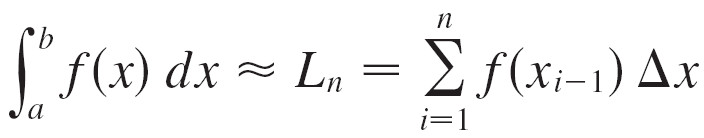 ∫_a^b f(x) dx ≈ L_n = ∑_{i=1}^n f(x_{i−1}) Δx